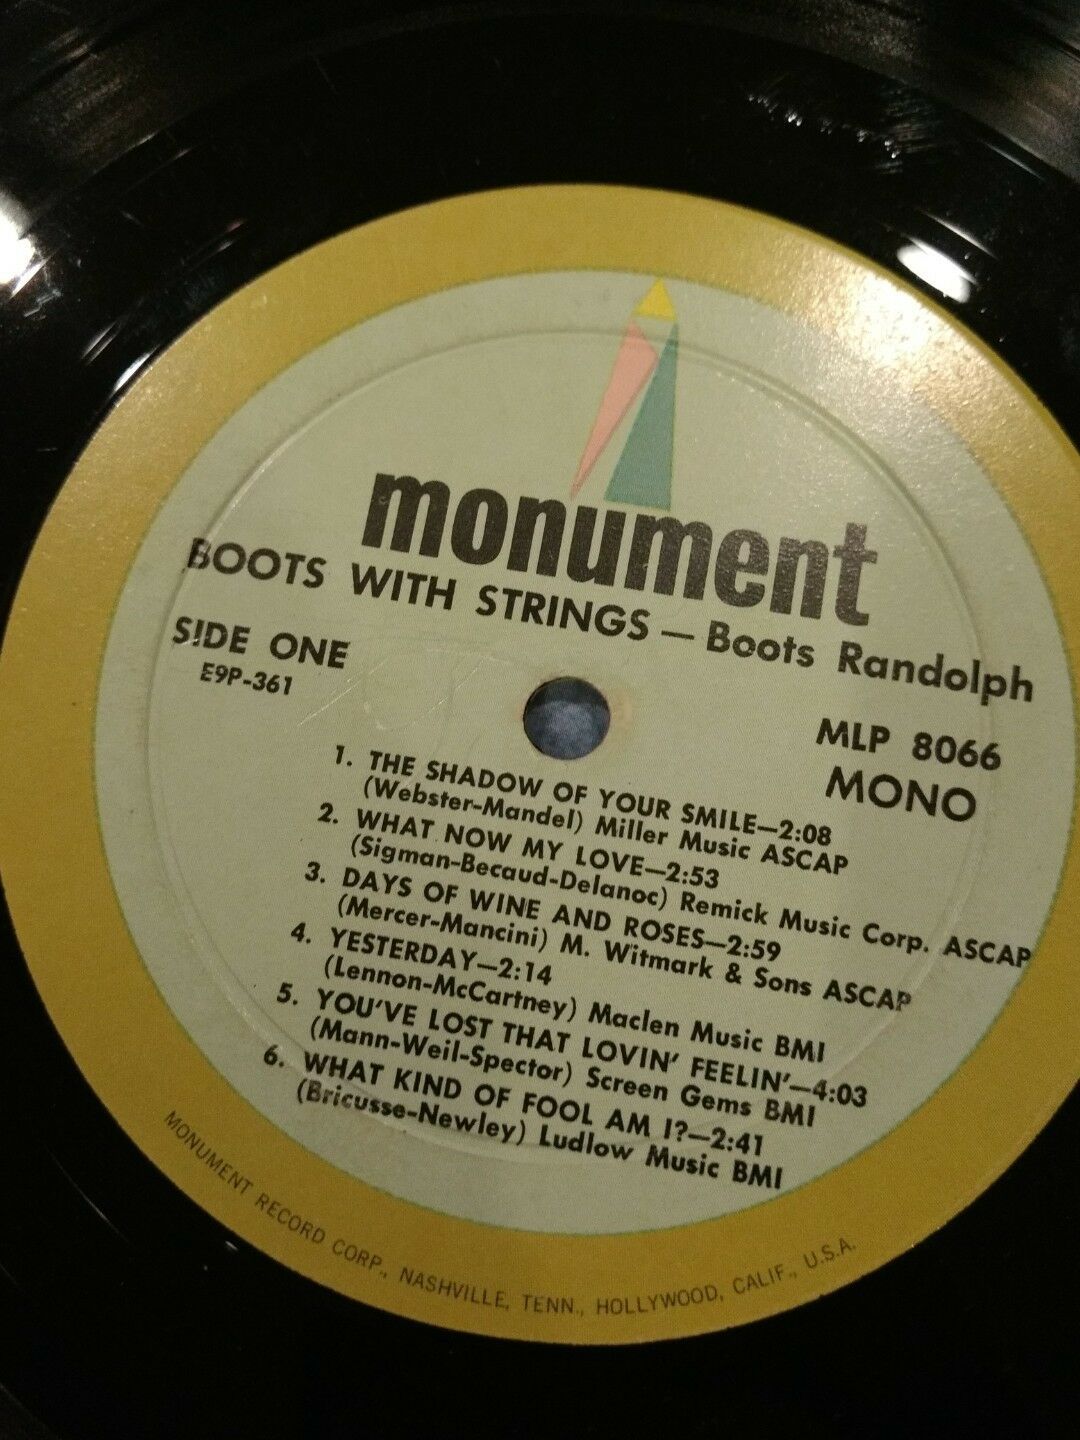 monument
BOOTS WITH STRINGS — Boots Randolph
SIDE ONE
E9P-361
MLP 8066
MONO
1. THE SHADOW OF YOUR SMILE—2:08
(Webster-Mandel) Miller Music ASCAP
2. WHAT NOW MY LOVE—2:53
(Sigman-Becaud-Delanoc) Remick Music Corp. ASCAP
3. DAYS OF WINE AND ROSES—2:59
(Mercer-Mancini) M. Witmark & Sons ASCAP
4. YESTERDAY—2:14
(Lennon-McCartney) Maclen Music BMI
5. YOU'VE LOST THAT LOVIN' FEELIN'—4:03
(Mann-Weil-Spector) Screen Gems BMI
6. WHAT KIND OF FOOL AM I?—2:41
(Bricusse-Newley) Ludlow Music BMI
MONUMENT RECORD CORP., NASHVILLE, TENN., HOLLYWOOD, CALIF., U.S.A.